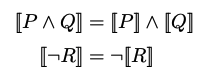 ⟦P ∧ Q⟧ = ⟦P⟧ ∧ ⟦Q⟧
⟦¬R⟧ = ¬⟦R⟧